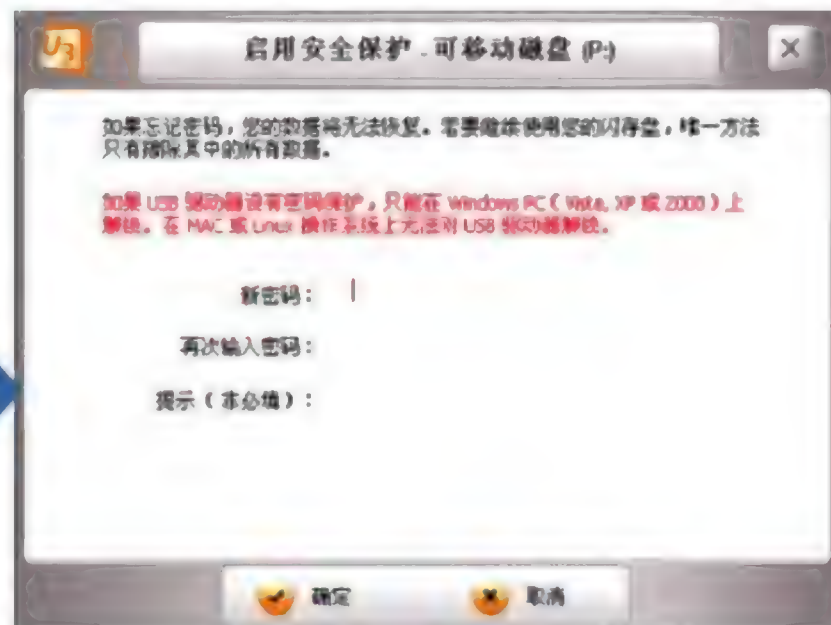 U3
启用安全保护 - 可移动磁盘 (P:)
如果忘记密码，您的数据将无法恢复。若要继续使用您的闪存盘，唯一方法
只有擦除其中的所有数据。
如果 USB 驱动器设有密码保护，只能在 Windows PC（Vista, XP 或 2000）上
解锁。在 MAC 或 Linux 操作系统上无法对 USB 驱动器解锁。
新密码：
再次输入密码：
提示（非必填）：
确定
取消